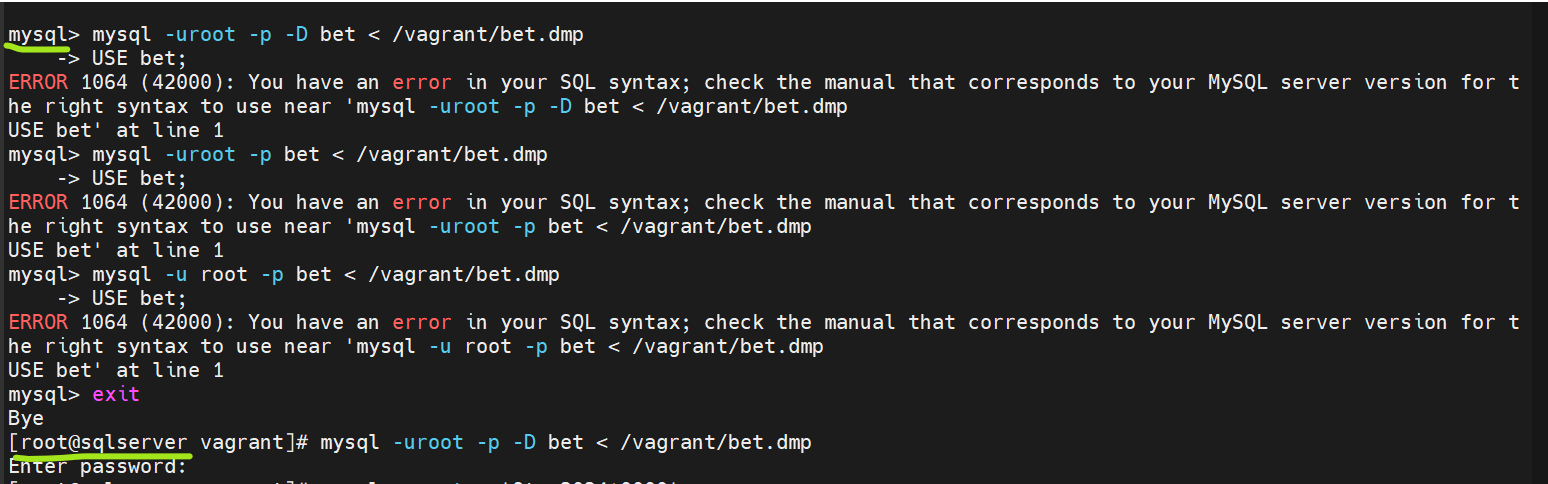 mysql> mysql -uroot -p -D bet < /vagrant/bet.dmp
    -> USE bet;
ERROR 1064 (42000): You have an error in your SQL syntax; check the manual that corresponds to your MySQL server version for t
he right syntax to use near 'mysql -uroot -p -D bet < /vagrant/bet.dmp
USE bet' at line 1
mysql> mysql -uroot -p bet < /vagrant/bet.dmp
    -> USE bet;
ERROR 1064 (42000): You have an error in your SQL syntax; check the manual that corresponds to your MySQL server version for t
he right syntax to use near 'mysql -uroot -p bet < /vagrant/bet.dmp
USE bet' at line 1
mysql> mysql -u root -p bet < /vagrant/bet.dmp
    -> USE bet;
ERROR 1064 (42000): You have an error in your SQL syntax; check the manual that corresponds to your MySQL server version for t
he right syntax to use near 'mysql -u root -p bet < /vagrant/bet.dmp
USE bet' at line 1
mysql> exit
Bye
[root@sqlserver vagrant]# mysql -uroot -p -D bet < /vagrant/bet.dmp
Enter password: